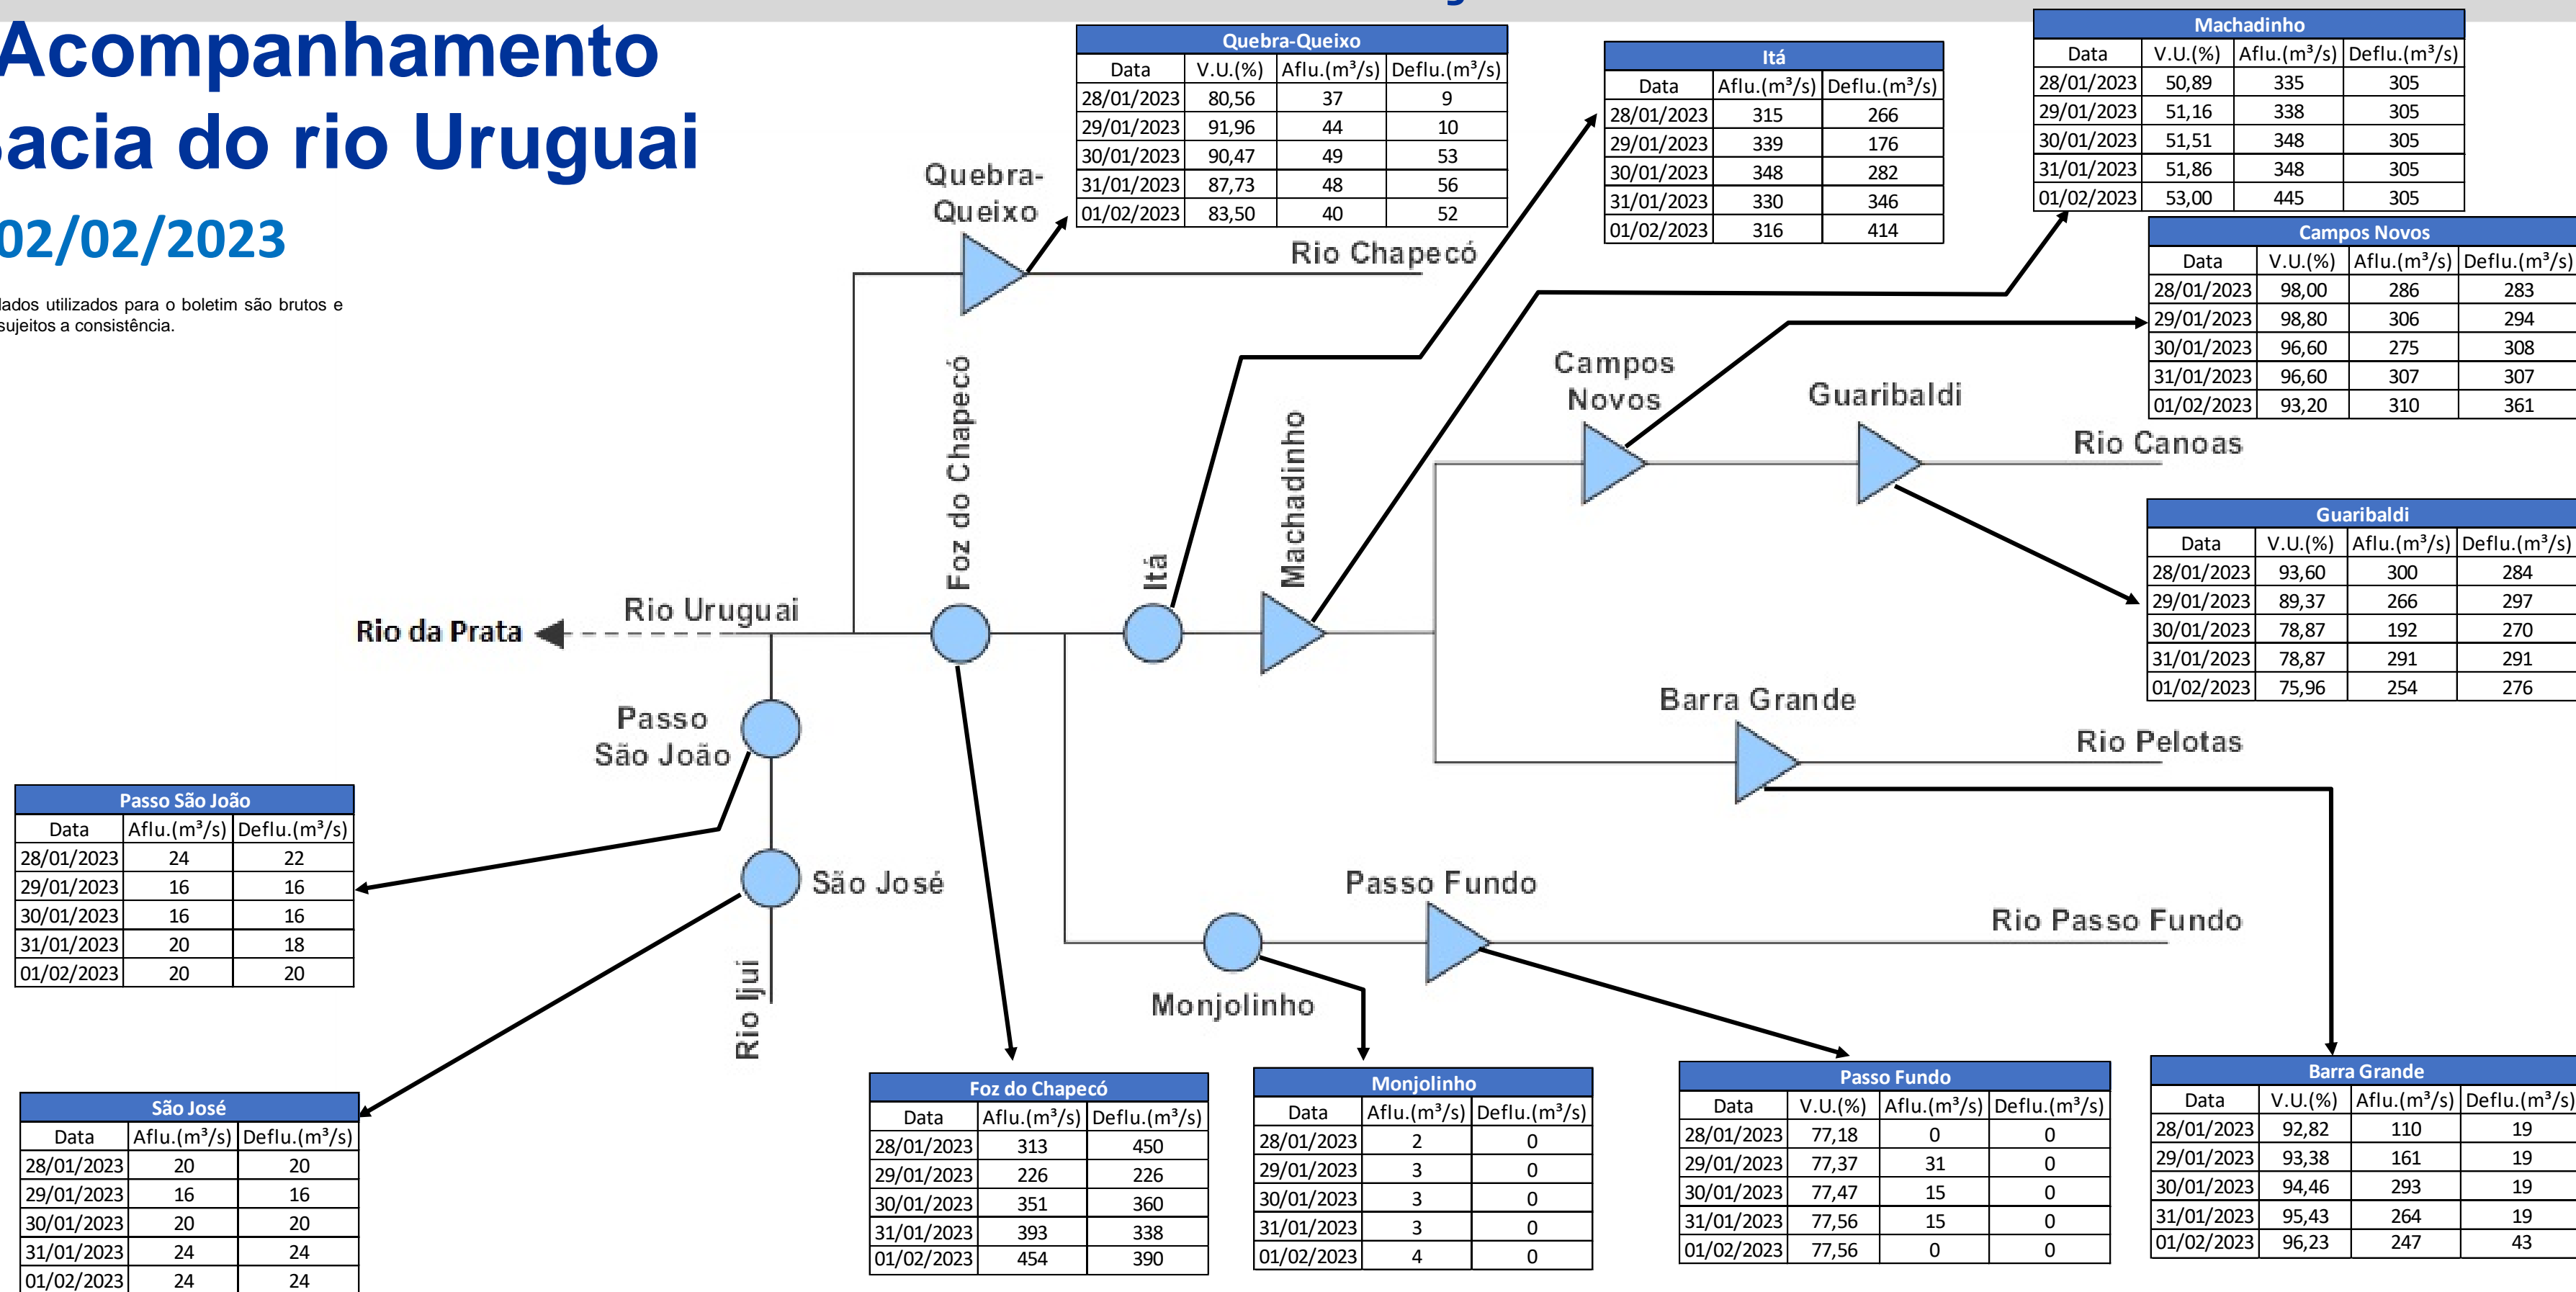 Acompanhamento
acia do rio Uruguai
02/02/2023
dados utilizados para o boletim são brutos e
sujeitos a consistência.
Quebra-Queixo
Data V.U.(%) Aflu.(m³/s) Deflu.(m³/s)
28/01/2023 80,56 37 9
29/01/2023 91,96 44 10
30/01/2023 90,47 49 53
31/01/2023 87,73 48 56
01/02/2023 83,50 40 52
Itá
Data Aflu.(m³/s) Deflu.(m³/s)
28/01/2023 315 266
29/01/2023 339 176
30/01/2023 348 282
31/01/2023 330 346
01/02/2023 316 414
Machadinho
Data V.U.(%) Aflu.(m³/s) Deflu.(m³/s)
28/01/2023 50,89 335 305
29/01/2023 51,16 338 305
30/01/2023 51,51 348 305
31/01/2023 51,86 348 305
01/02/2023 53,00 445 305
Campos Novos
Data V.U.(%) Aflu.(m³/s) Deflu.(m³/s)
28/01/2023 98,00 286 283
29/01/2023 98,80 306 294
30/01/2023 96,60 275 308
31/01/2023 96,60 307 307
01/02/2023 93,20 310 361
Quebra-
Queixo
Rio Chapecó
Foz do Chapecó
Itá
Machadinho
Campos
Novos
Guaribaldi
Rio Canoas
Guaribaldi
Data V.U.(%) Aflu.(m³/s) Deflu.(m³/s)
28/01/2023 93,60 300 284
29/01/2023 89,37 266 297
30/01/2023 78,87 192 270
31/01/2023 78,87 291 291
01/02/2023 75,96 254 276
Rio da Prata
Rio Uruguai
Passo
São João
Barra Grande
Rio Pelotas
São José
Rio Ijui
Passo Fundo
Rio Passo Fundo
Monjolinho
Passo São João
Data Aflu.(m³/s) Deflu.(m³/s)
28/01/2023 24 22
29/01/2023 16 16
30/01/2023 16 16
31/01/2023 20 18
01/02/2023 20 20
São José
Data Aflu.(m³/s) Deflu.(m³/s)
28/01/2023 20 20
29/01/2023 16 16
30/01/2023 20 20
31/01/2023 24 24
01/02/2023 24 24
Foz do Chapecó
Data Aflu.(m³/s) Deflu.(m³/s)
28/01/2023 313 450
29/01/2023 226 226
30/01/2023 351 360
31/01/2023 393 338
01/02/2023 454 390
Monjolinho
Data Aflu.(m³/s) Deflu.(m³/s)
28/01/2023 2 0
29/01/2023 3 0
30/01/2023 3 0
31/01/2023 3 0
01/02/2023 4 0
Passo Fundo
Data V.U.(%) Aflu.(m³/s) Deflu.(m³/s)
28/01/2023 77,18 0 0
29/01/2023 77,37 31 0
30/01/2023 77,47 15 0
31/01/2023 77,56 15 0
01/02/2023 77,56 0 0
Barra Grande
Data V.U.(%) Aflu.(m³/s) Deflu.(m³/s)
28/01/2023 92,82 110 19
29/01/2023 93,38 161 19
30/01/2023 94,46 293 19
31/01/2023 95,43 264 19
01/02/2023 96,23 247 43